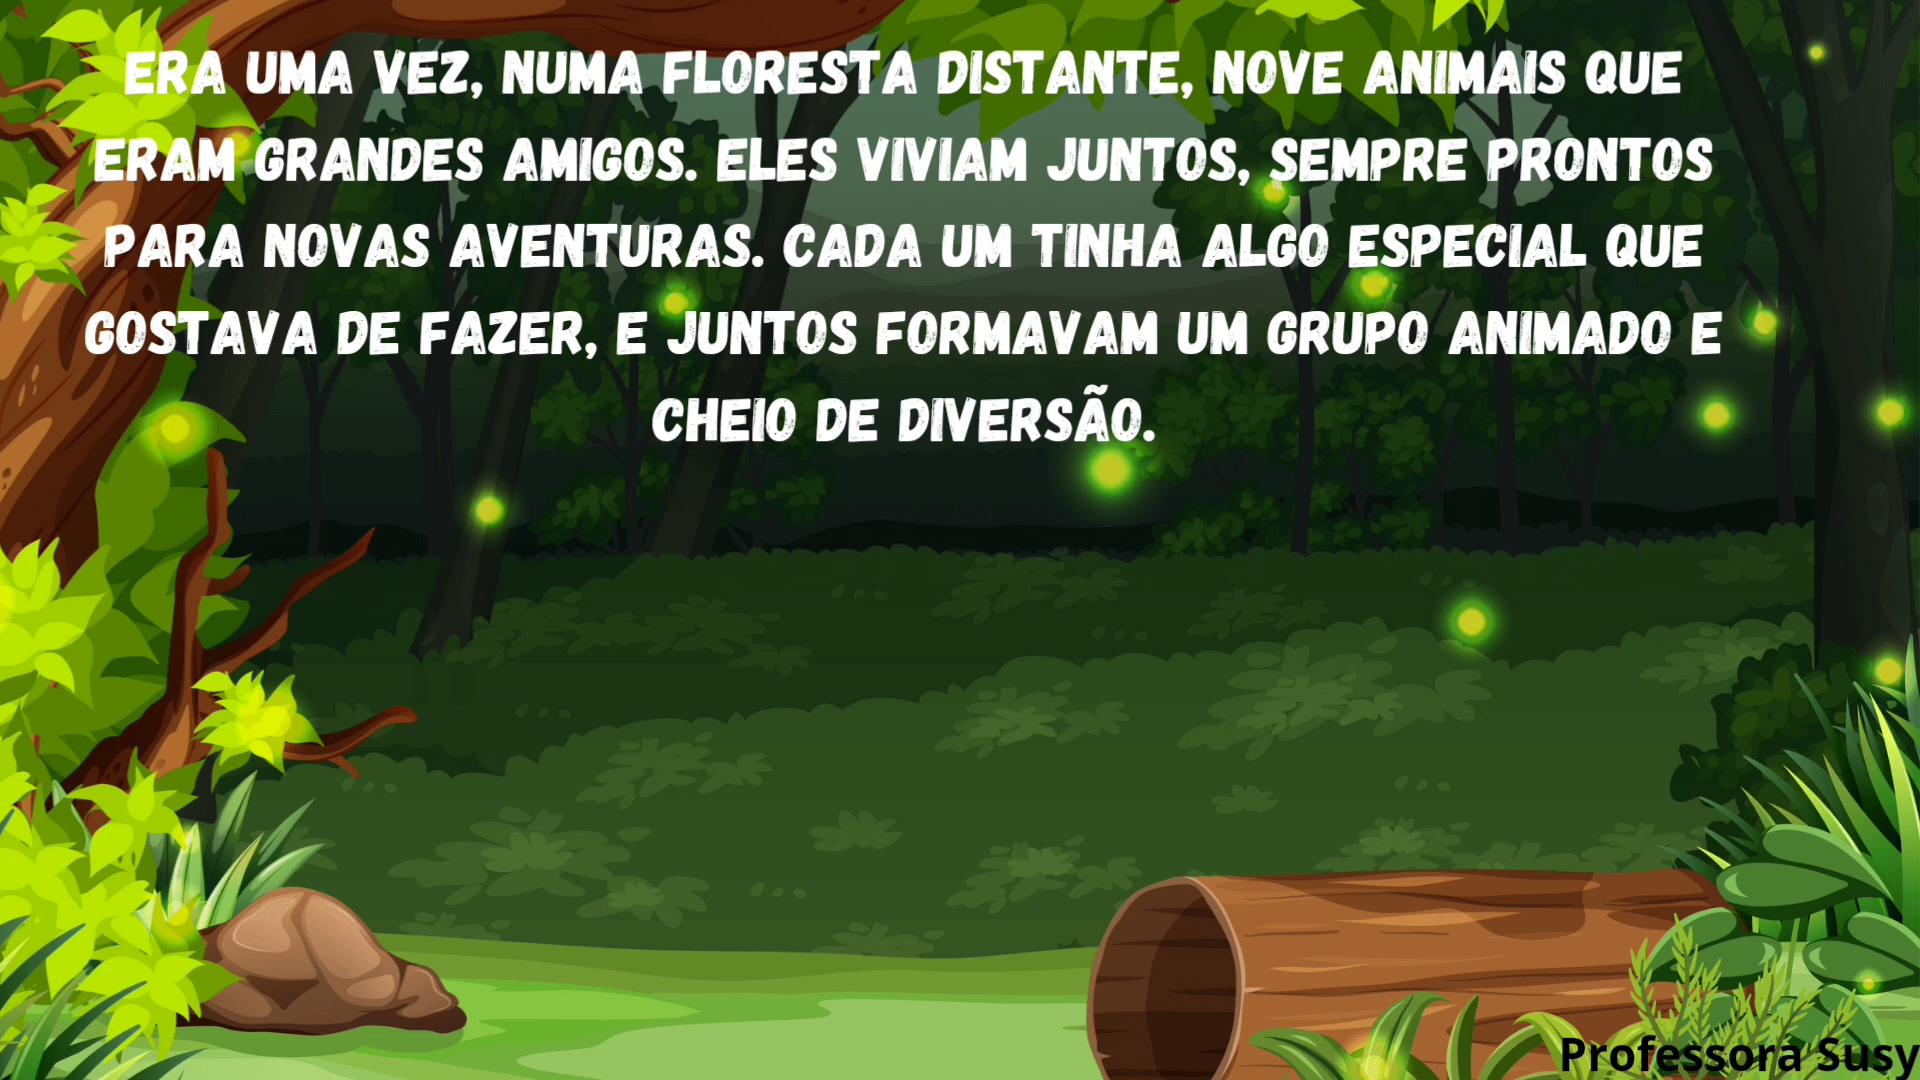 ERA UMA VEZ, NUMA FLORESTA DISTANTE, NOVE ANIMAIS QUE
ERAM GRANDES AMIGOS. ELES VIVIAM JUNTOS, SEMPRE PRONTOS
PARA NOVAS AVENTURAS. CADA UM TINHA ALGO ESPECIAL QUE
GOSTAVA DE FAZER, E JUNTOS FORMAVAM UM GRUPO ANIMADO E
CHEIO DE DIVERSÃO.
Professora Susy